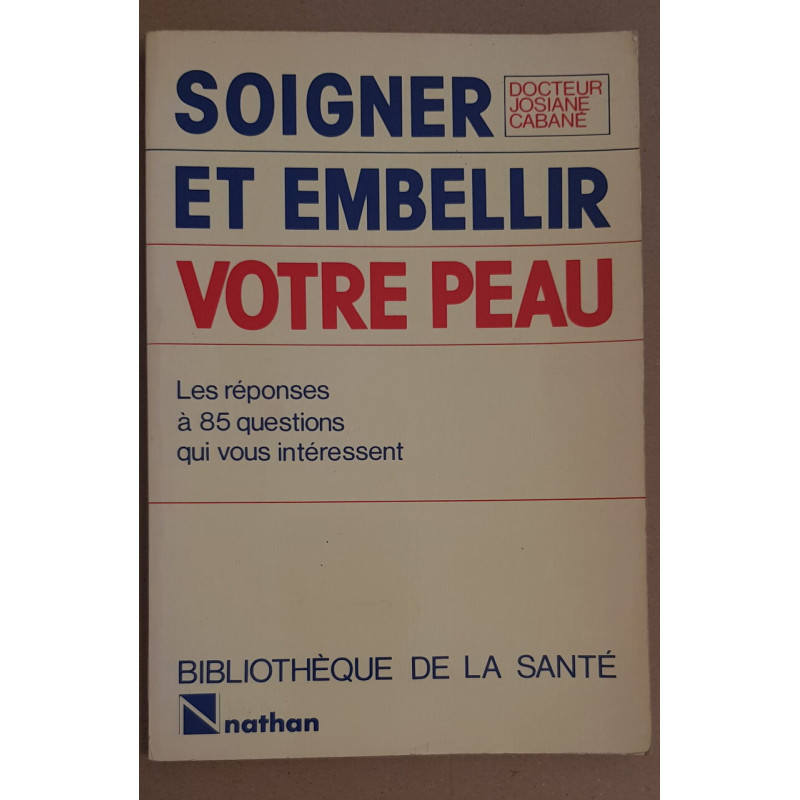 SOIGNER
DOCTEUR
JOSIANE
CABANÉ
ET EMBELLIR
VOTRE PEAU
Les réponses
à 85 questions
qui vous intéressent
BIBLIOTHÈQUE DE LA SANTÉ
nathan